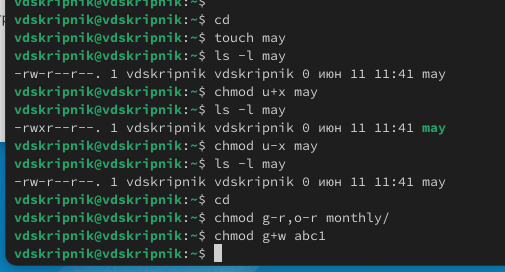 vdskripnik@vdskripnik:~$
vdskripnik@vdskripnik:~$ cd
vdskripnik@vdskripnik:~$ touch may
vdskripnik@vdskripnik:~$ ls -l may
-rw-r--r--. 1 vdskripnik vdskripnik 0 июн 11 11:41 may
vdskripnik@vdskripnik:~$ chmod u+x may
vdskripnik@vdskripnik:~$ ls -l may
-rwxr--r--. 1 vdskripnik vdskripnik 0 июн 11 11:41 may
vdskripnik@vdskripnik:~$ chmod u-x may
vdskripnik@vdskripnik:~$ ls -l may
-rw-r--r--. 1 vdskripnik vdskripnik 0 июн 11 11:41 may
vdskripnik@vdskripnik:~$ cd
vdskripnik@vdskripnik:~$ chmod g-r,o-r monthly/
vdskripnik@vdskripnik:~$ chmod g+w abc1
vdskripnik@vdskripnik:~$